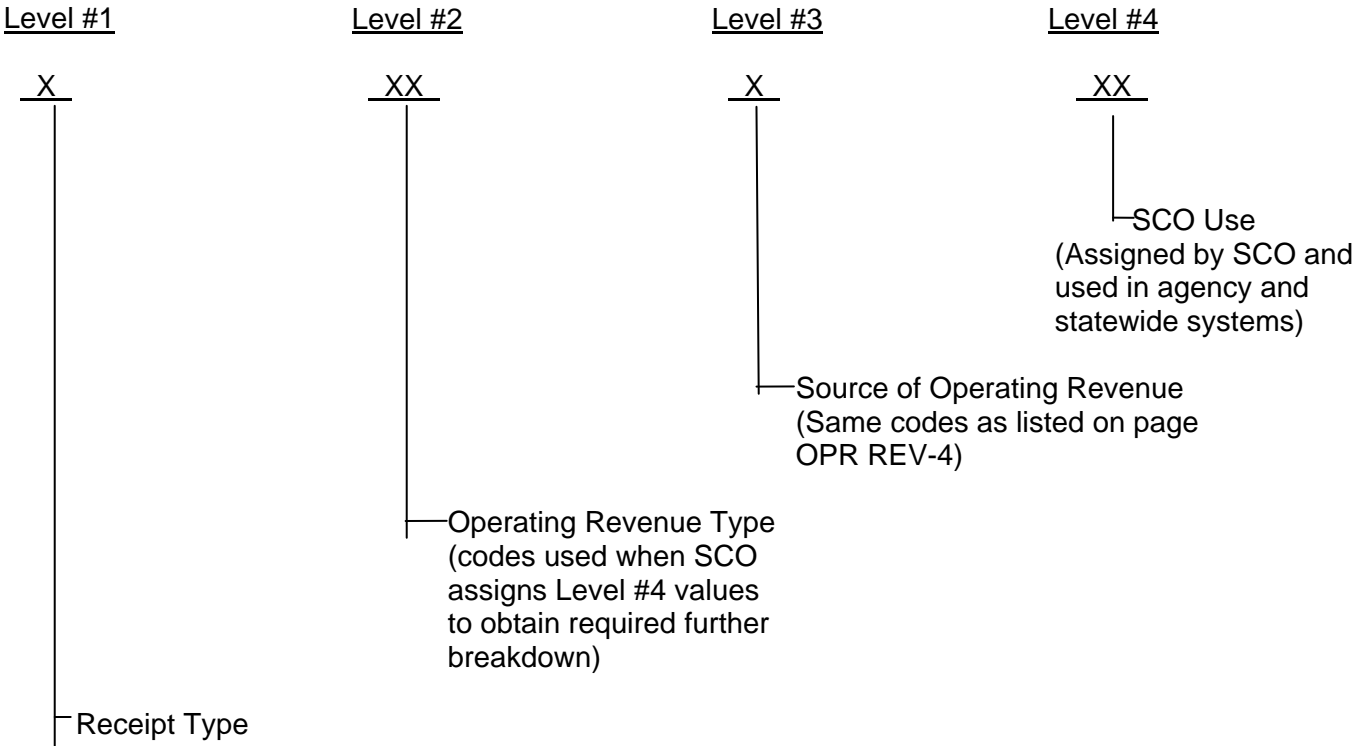 Level #1 Level #2 Level #3 Level #4
X XX X XX
SCO Use
(Assigned by SCO and
used in agency and
statewide systems)
Source of Operating Revenue
(Same codes as listed on page
OPR REV-4)
Operating Revenue Type
(codes used when SCO
assigns Level #4 values
to obtain required further
breakdown)
Receipt Type